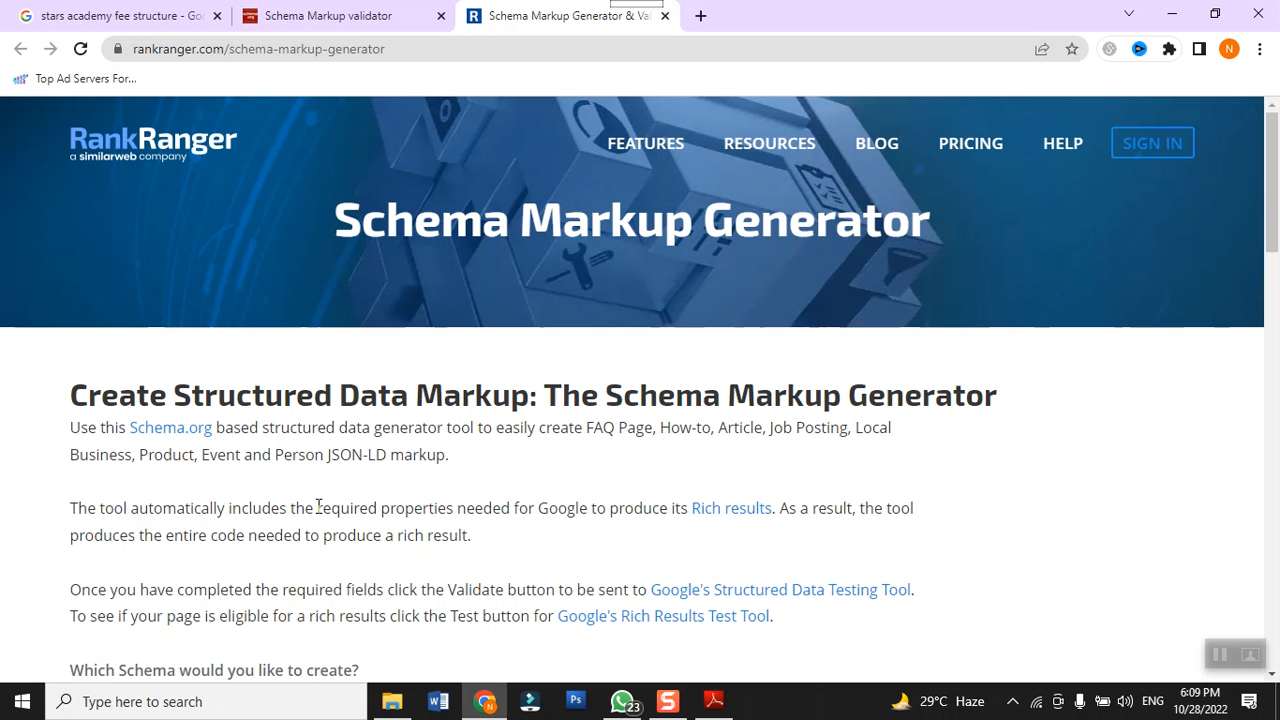 stars academy fee structure - Goo
Schema Markup validator
Schema Markup Generator & Val
rankranger.com/schema-markup-generator
N
Top Ad Servers For...
RankRanger
a similarweb company
FEATURES
RESOURCES
BLOG
PRICING
HELP
SIGN IN
Schema Markup Generator
Create Structured Data Markup: The Schema Markup Generator
Use this Schema.org based structured data generator tool to easily create FAQ Page, How-to, Article, Job Posting, Local
Business, Product, Event and Person JSON-LD markup.
The tool automatically includes the required properties needed for Google to produce its Rich results. As a result, the tool
produces the entire code needed to produce a rich result.
Once you have completed the required fields click the Validate button to be sent to Google's Structured Data Testing Tool.
To see if your page is eligible for a rich results click the Test button for Google's Rich Results Test Tool.
Which Schema would you like to create?
Type here to search
W
Ps
23
S
29°C Haze
ENG
6:09 PM
10/28/2022